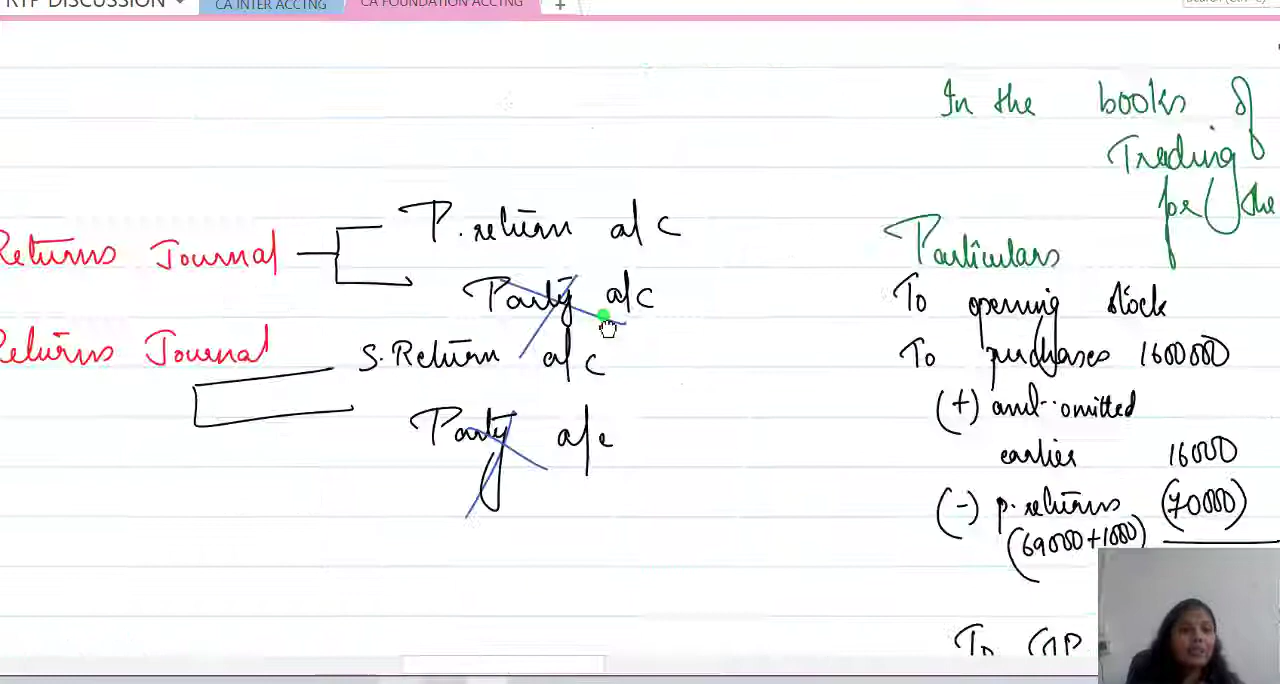 RTP DISCUSSION
CA INTER ACCTNG
CA FOUNDATION ACCTNG
+
Returns Journal
P. return a/c
Party a/c
Returns Journal
S. Return a/c
Party a/c
In the books of
Trading
for the
Particulars
To opening stock
To purchases 1600000
(+) amt omitted
earlier 16000
(-) p. returns (70000)
(69000+1000)
To GP